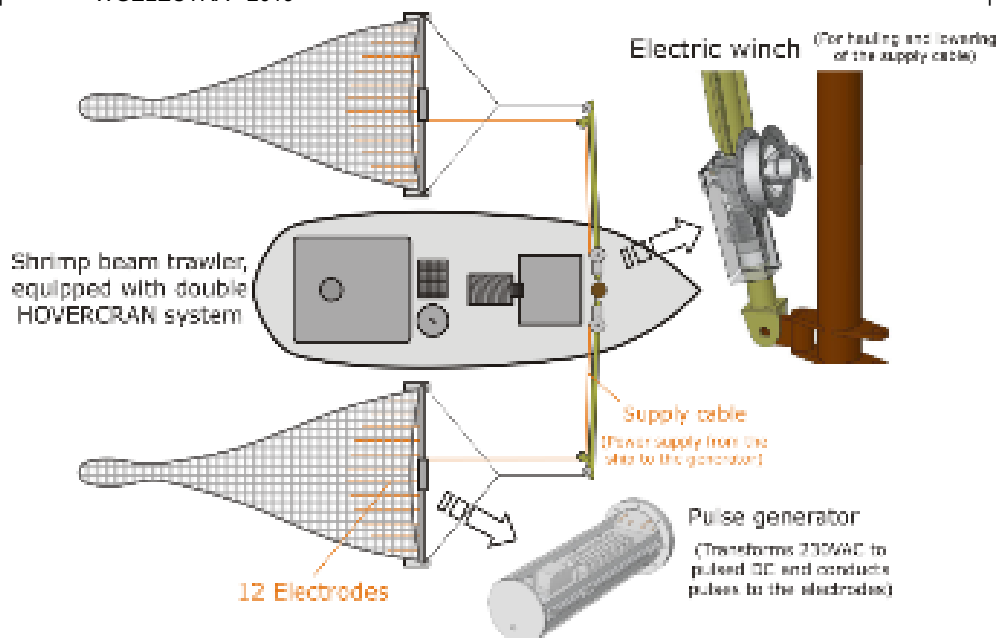 Electric winch
(For hauling and lowering
of the supply cable)
Shrimp beam trawler,
equipped with double
HOVERCRAN system
Supply cable
(Power supply from the
ship to the generator)
Pulse generator
(Transforms 230VAC to
pulsed DC and conducts
pulses to the electrodes)
12 Electrodes